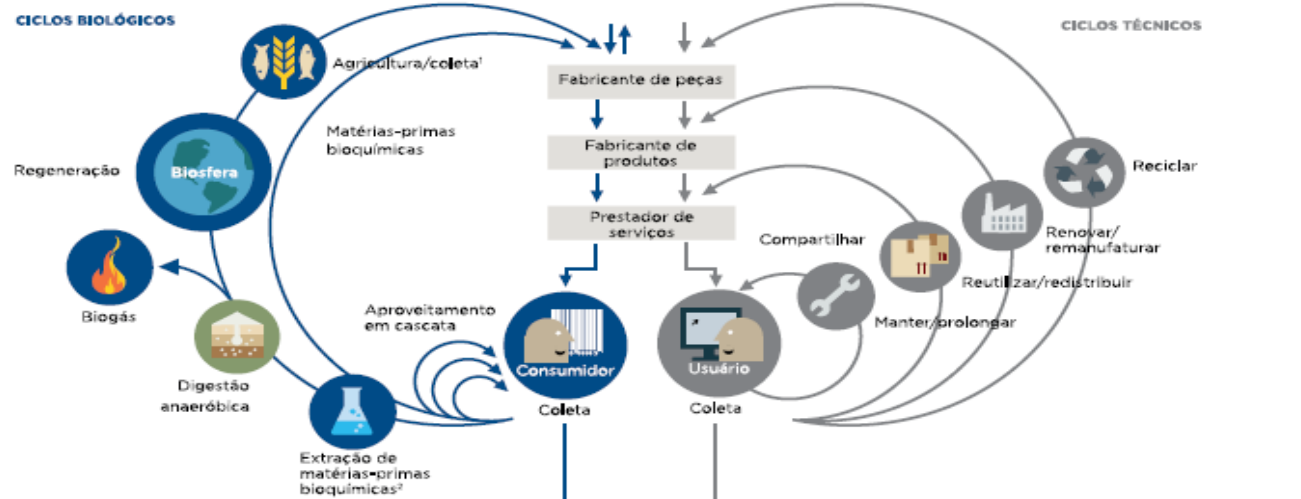 CICLOS BIOLÓGICOS
CICLOS TÉCNICOS
Agricultura/coleta¹
Fabricante de peças
Matérias-primas
bioquímicas
Fabricante de
produtos
Regeneração
Biosfera
Reciclar
Prestador de
serviços
Compartilhar
Renovar/
remanufaturar
Reutilizar/redistribuir
Biogás
Aproveitamento
em cascata
Manter/prolongar
Consumidor
Usuário
Digestão
anaeróbica
Coleta
Coleta
Extração de
matérias-primas
bioquímicas²